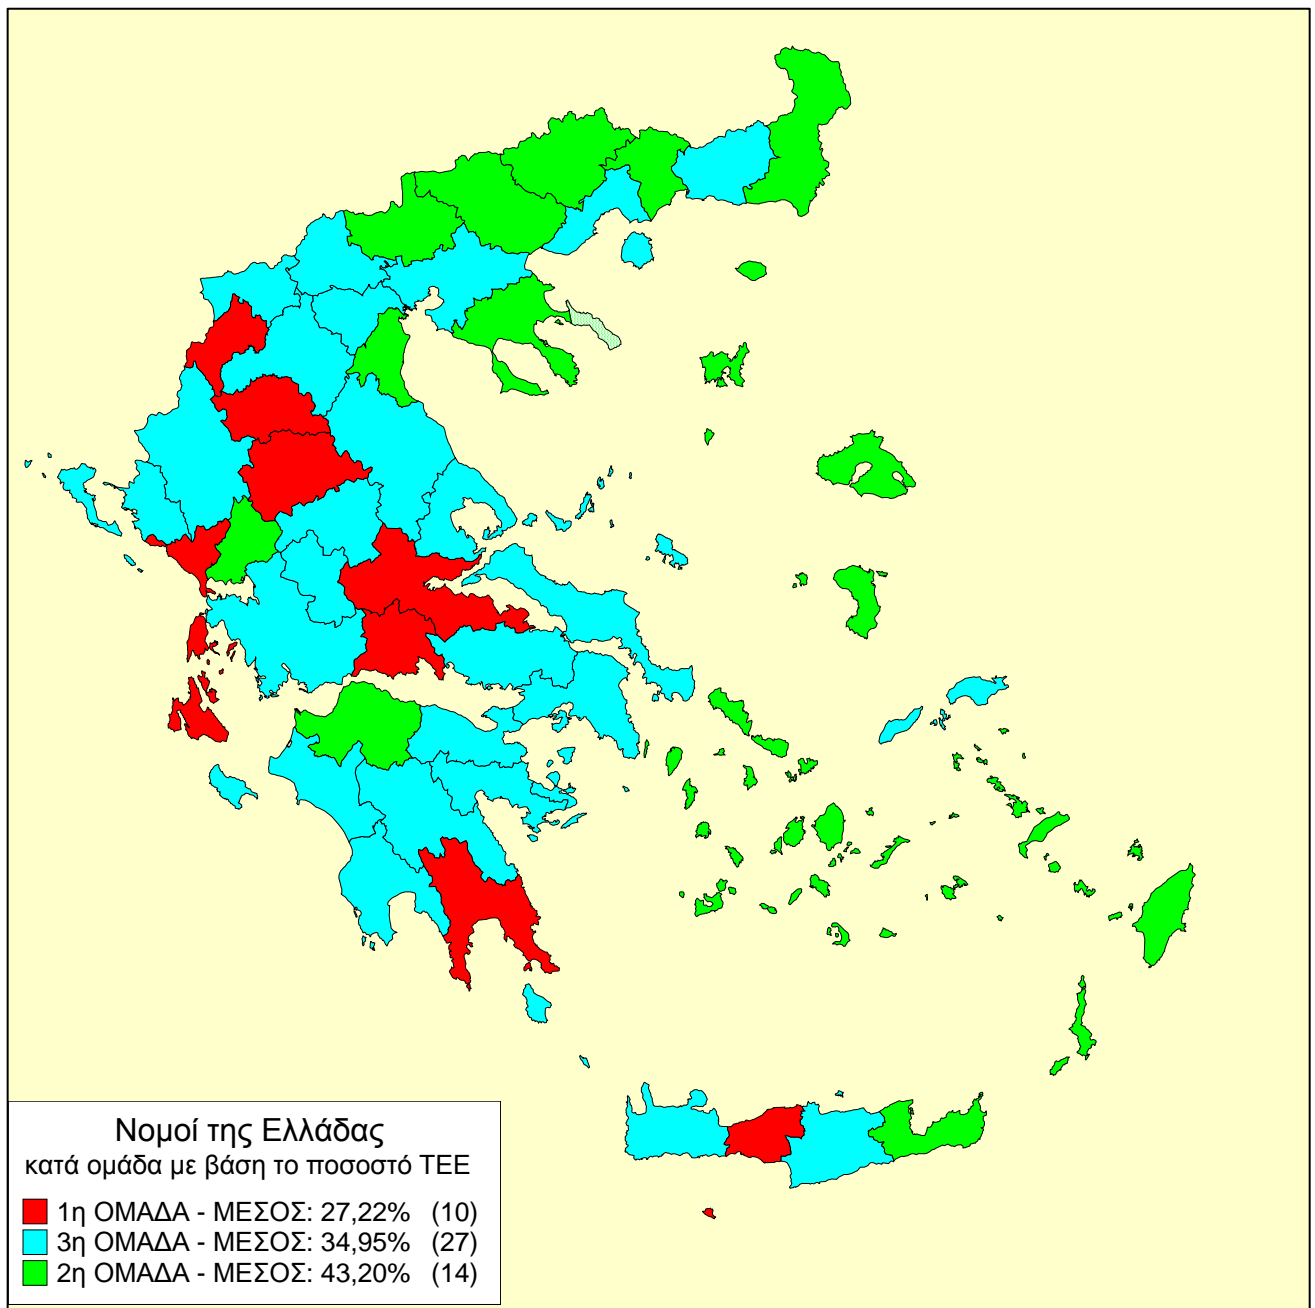 Νομοί της Ελλάδας
κατά ομάδα με βάση το ποσοστό ΤΕΕ
1η ΟΜΑΔΑ - ΜΕΣΟΣ: 27,22% (10)
3η ΟΜΑΔΑ - ΜΕΣΟΣ: 34,95% (27)
2η ΟΜΑΔΑ - ΜΕΣΟΣ: 43,20% (14)